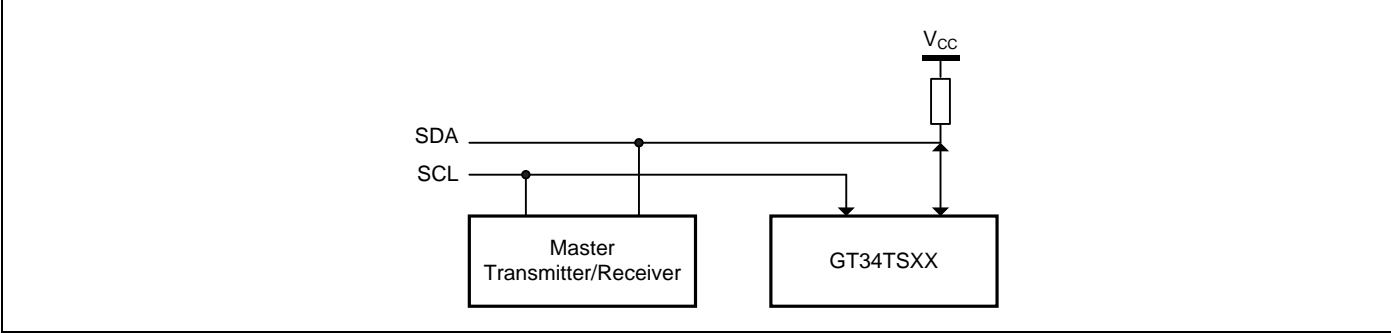 VCC
SDA
SCL
Master
Transmitter/Receiver
GT34TSXX